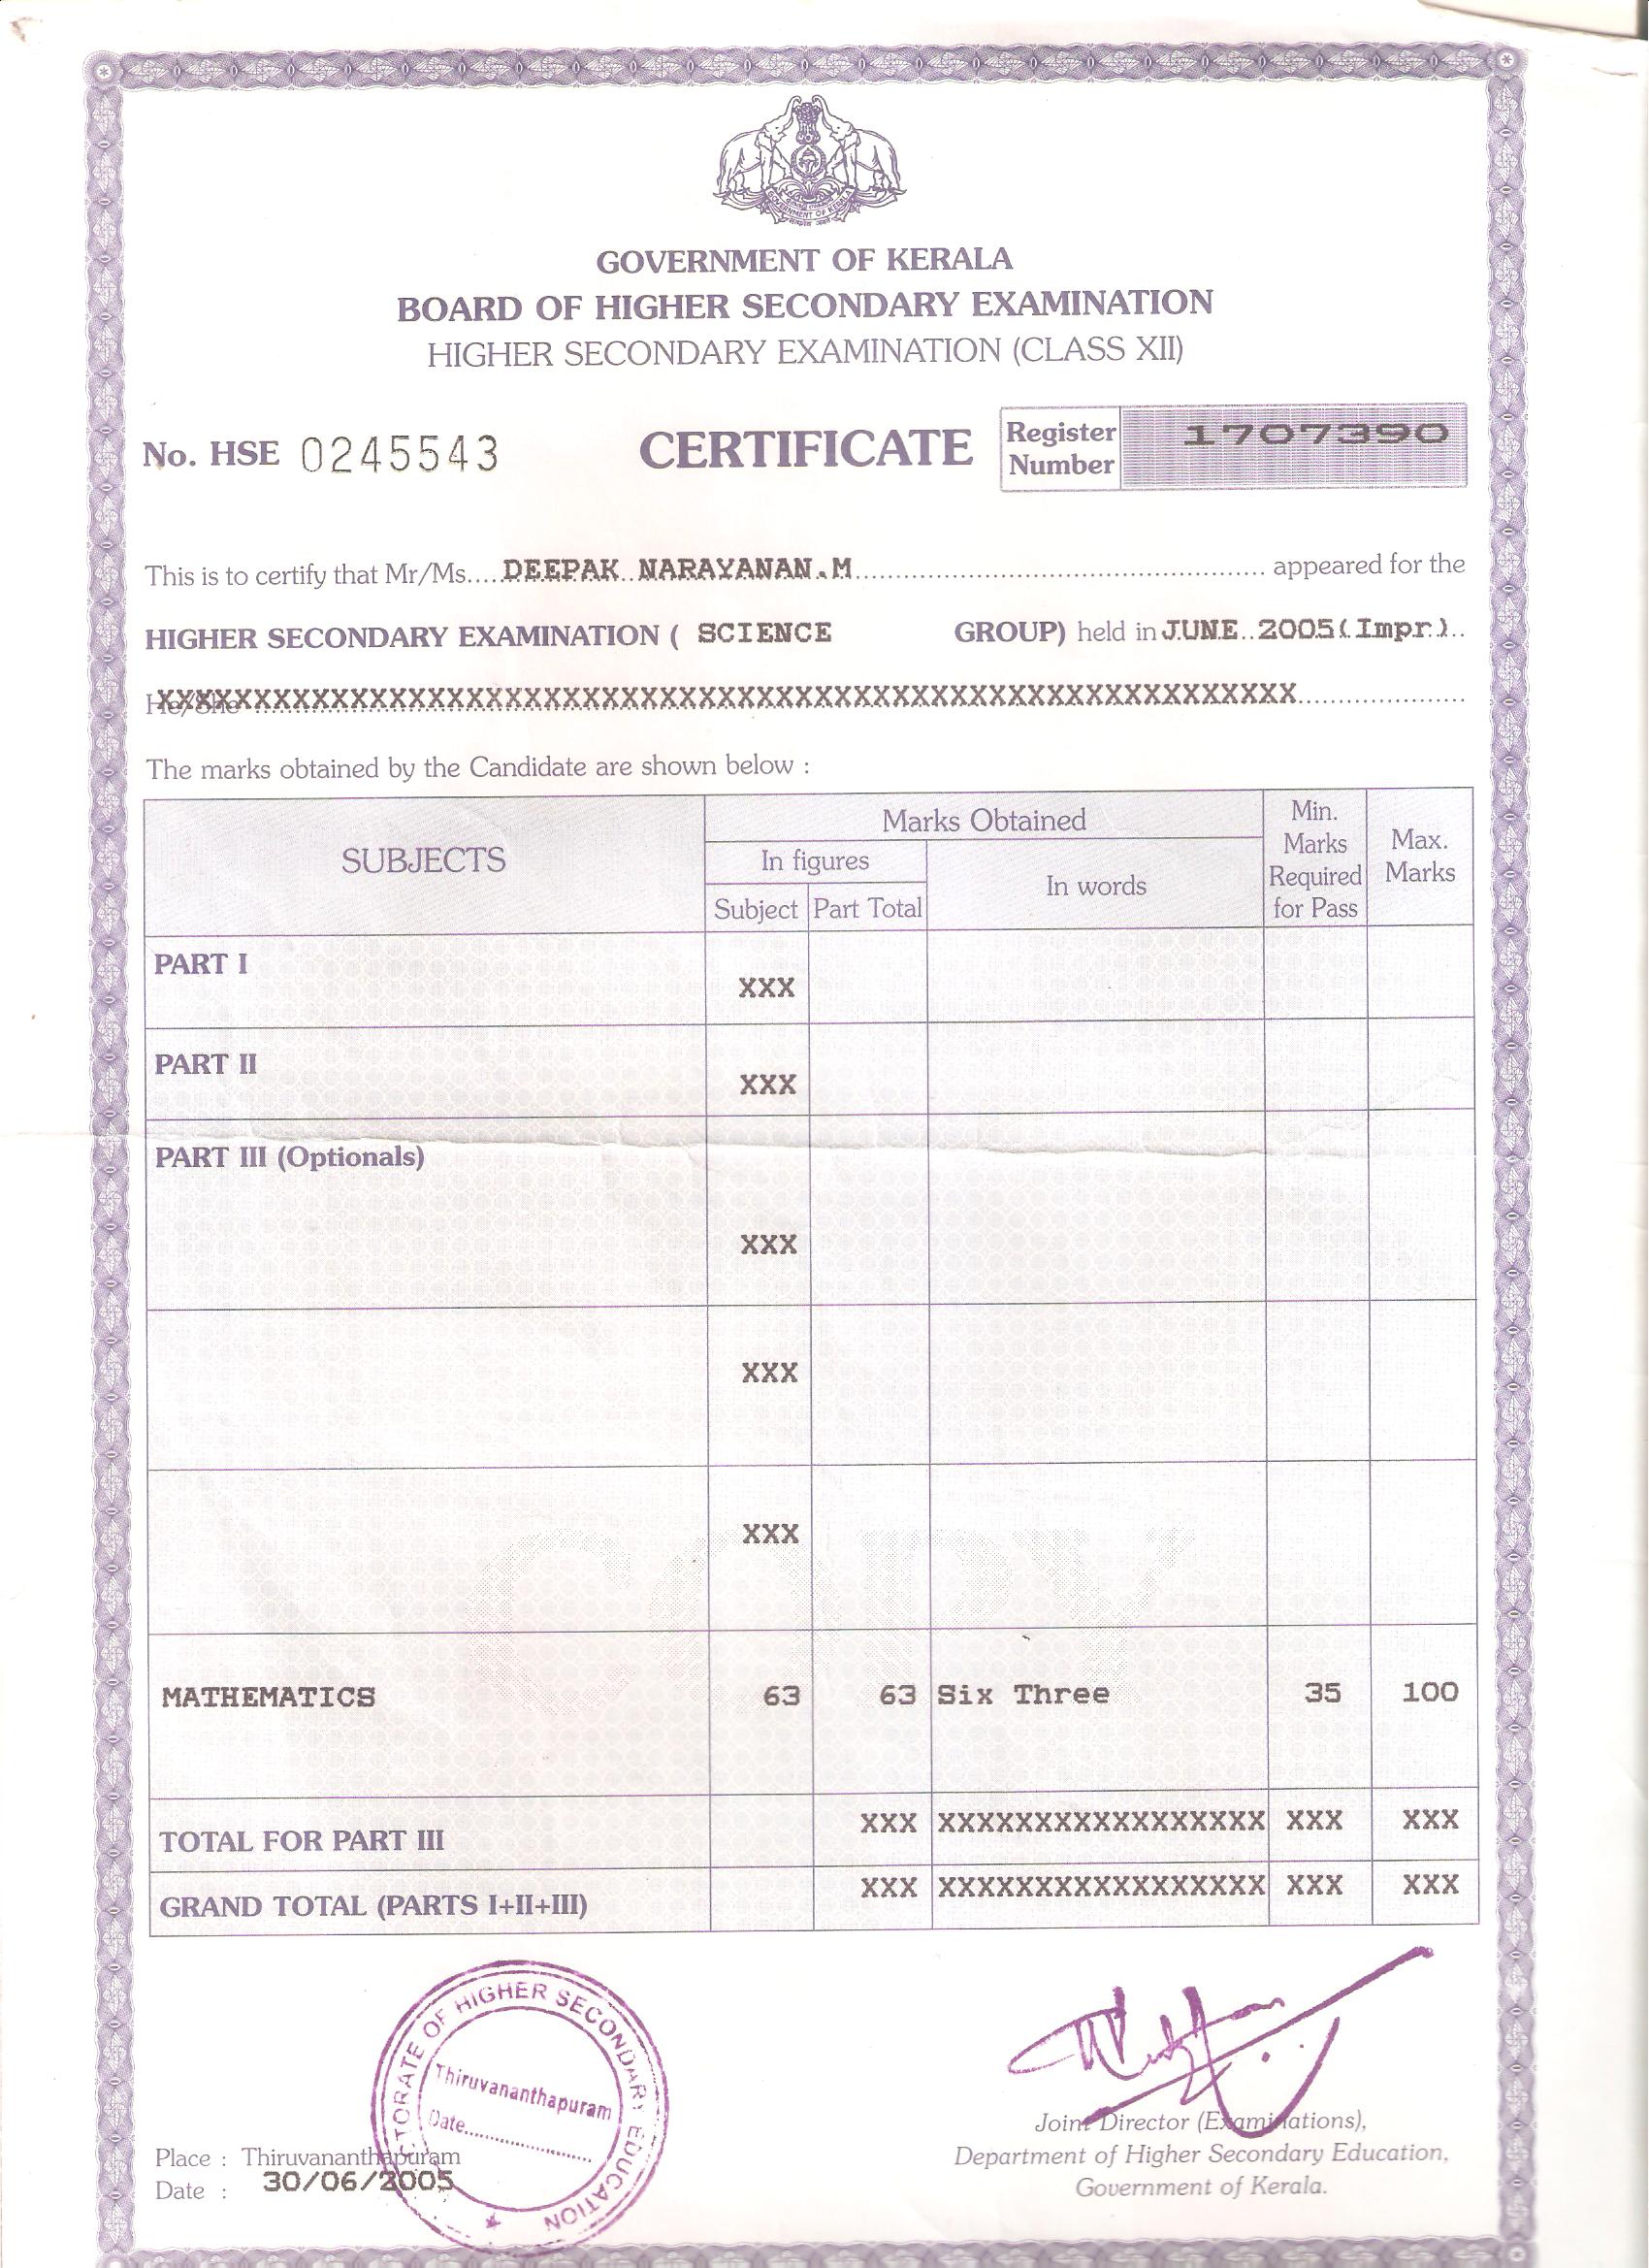 GOVERNMENT OF KERALA
GOVERNMENT OF KERALA
BOARD OF HIGHER SECONDARY EXAMINATION
HIGHER SECONDARY EXAMINATION (CLASS XII)
No. HSE 0245543 CERTIFICATE Register Number 1707390
This is to certify that Mr/Ms....DEEPAK NARAYANAN.M.......... appeared for the
HIGHER SECONDARY EXAMINATION ( SCIENCE GROUP) held in JUNE..2005(Impr.)..
He/She XXXXXXXXXXXXXXXXXXXXXXXXXXXXXXXXXXXXXXXXXXXXXXXXXXXXXXXXXXX..........
The marks obtained by the Candidate are shown below :
SUBJECTS
Marks Obtained
In figures
Subject Part Total
In words
Min.
Marks
Required
for Pass
Max.
Marks
PART I
XXX
PART II
XXX
PART III (Optionals)
XXX
XXX
XXX
COPY
MATHEMATICS 63 63 Six Three 35 100
TOTAL FOR PART III XXX XXXXXXXXXXXXXXXXX XXX XXX
GRAND TOTAL (PARTS I+II+III) XXX XXXXXXXXXXXXXXXXX XXX XXX
CTORATE OF HIGHER SECONDARY EDUCATION
Thiruvananthapuram
Date....................
Place : Thiruvananthapuram
Date : 30/06/2005
Joint Director (Examinations),
Department of Higher Secondary Education,
Government of Kerala.